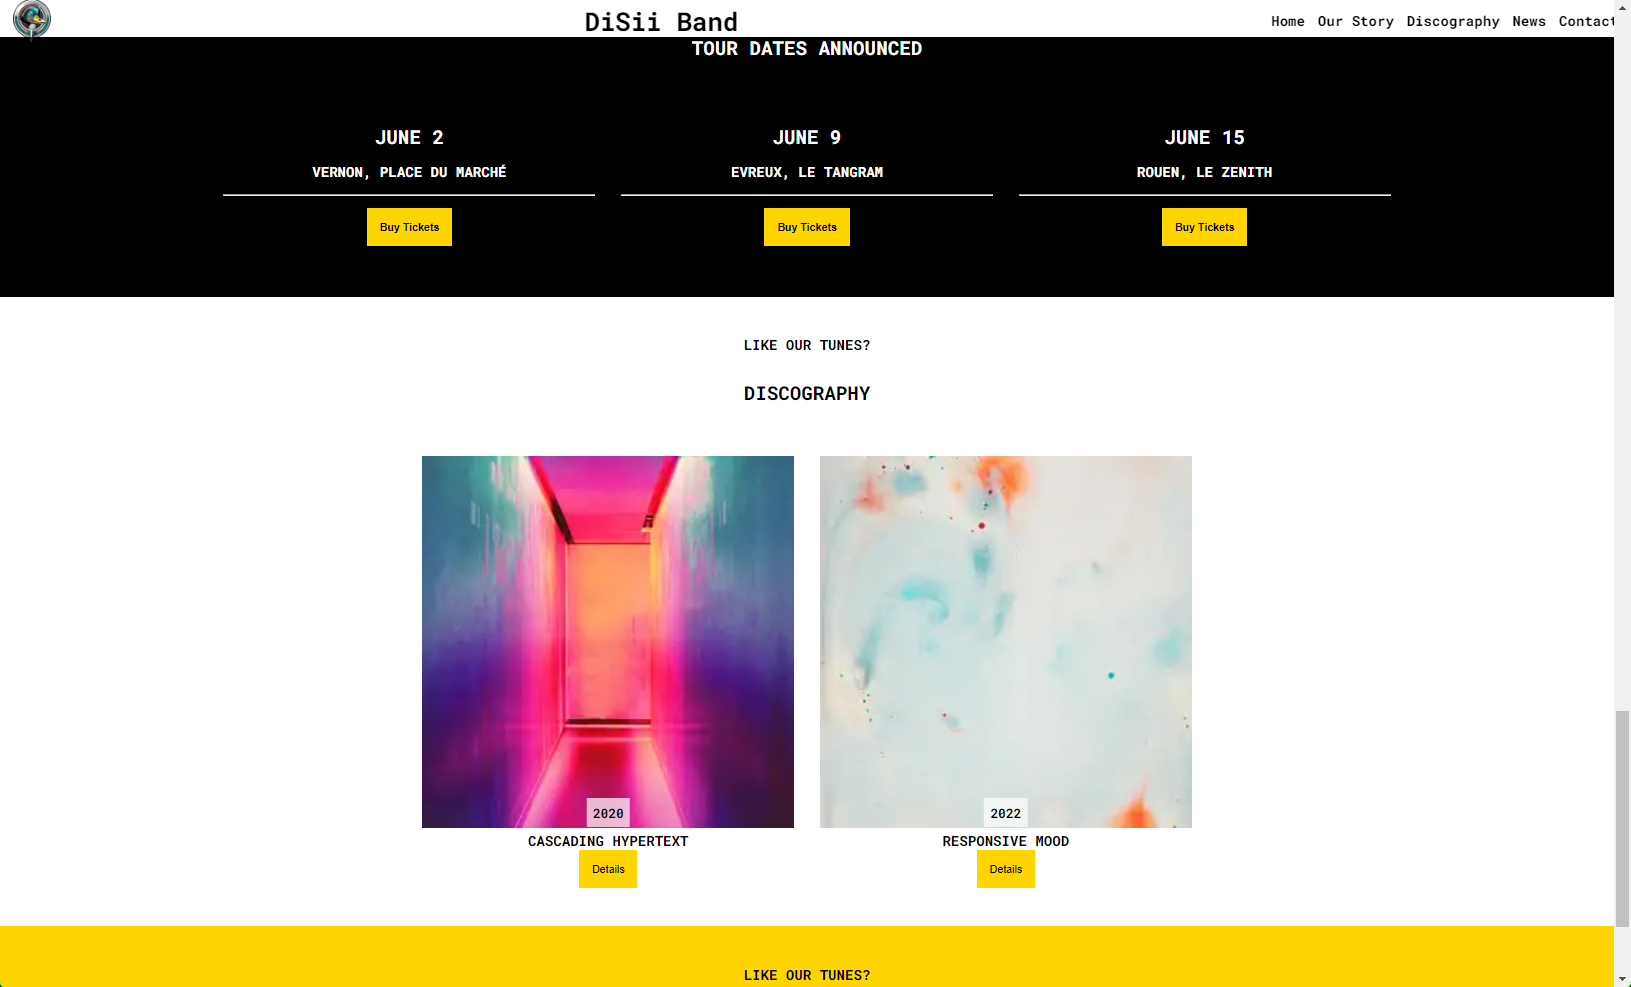 DiSii Band
Home Our Story Discography News Contact
TOUR DATES ANNOUNCED
JUNE 2
VERNON, PLACE DU MARCHÉ
Buy Tickets
JUNE 9
EVREUX, LE TANGRAM
Buy Tickets
JUNE 15
ROUEN, LE ZENITH
Buy Tickets
LIKE OUR TUNES?
DISCOGRAPHY
2020
CASCADING HYPERTEXT
Details
2022
RESPONSIVE MOOD
Details
LIKE OUR TUNES?